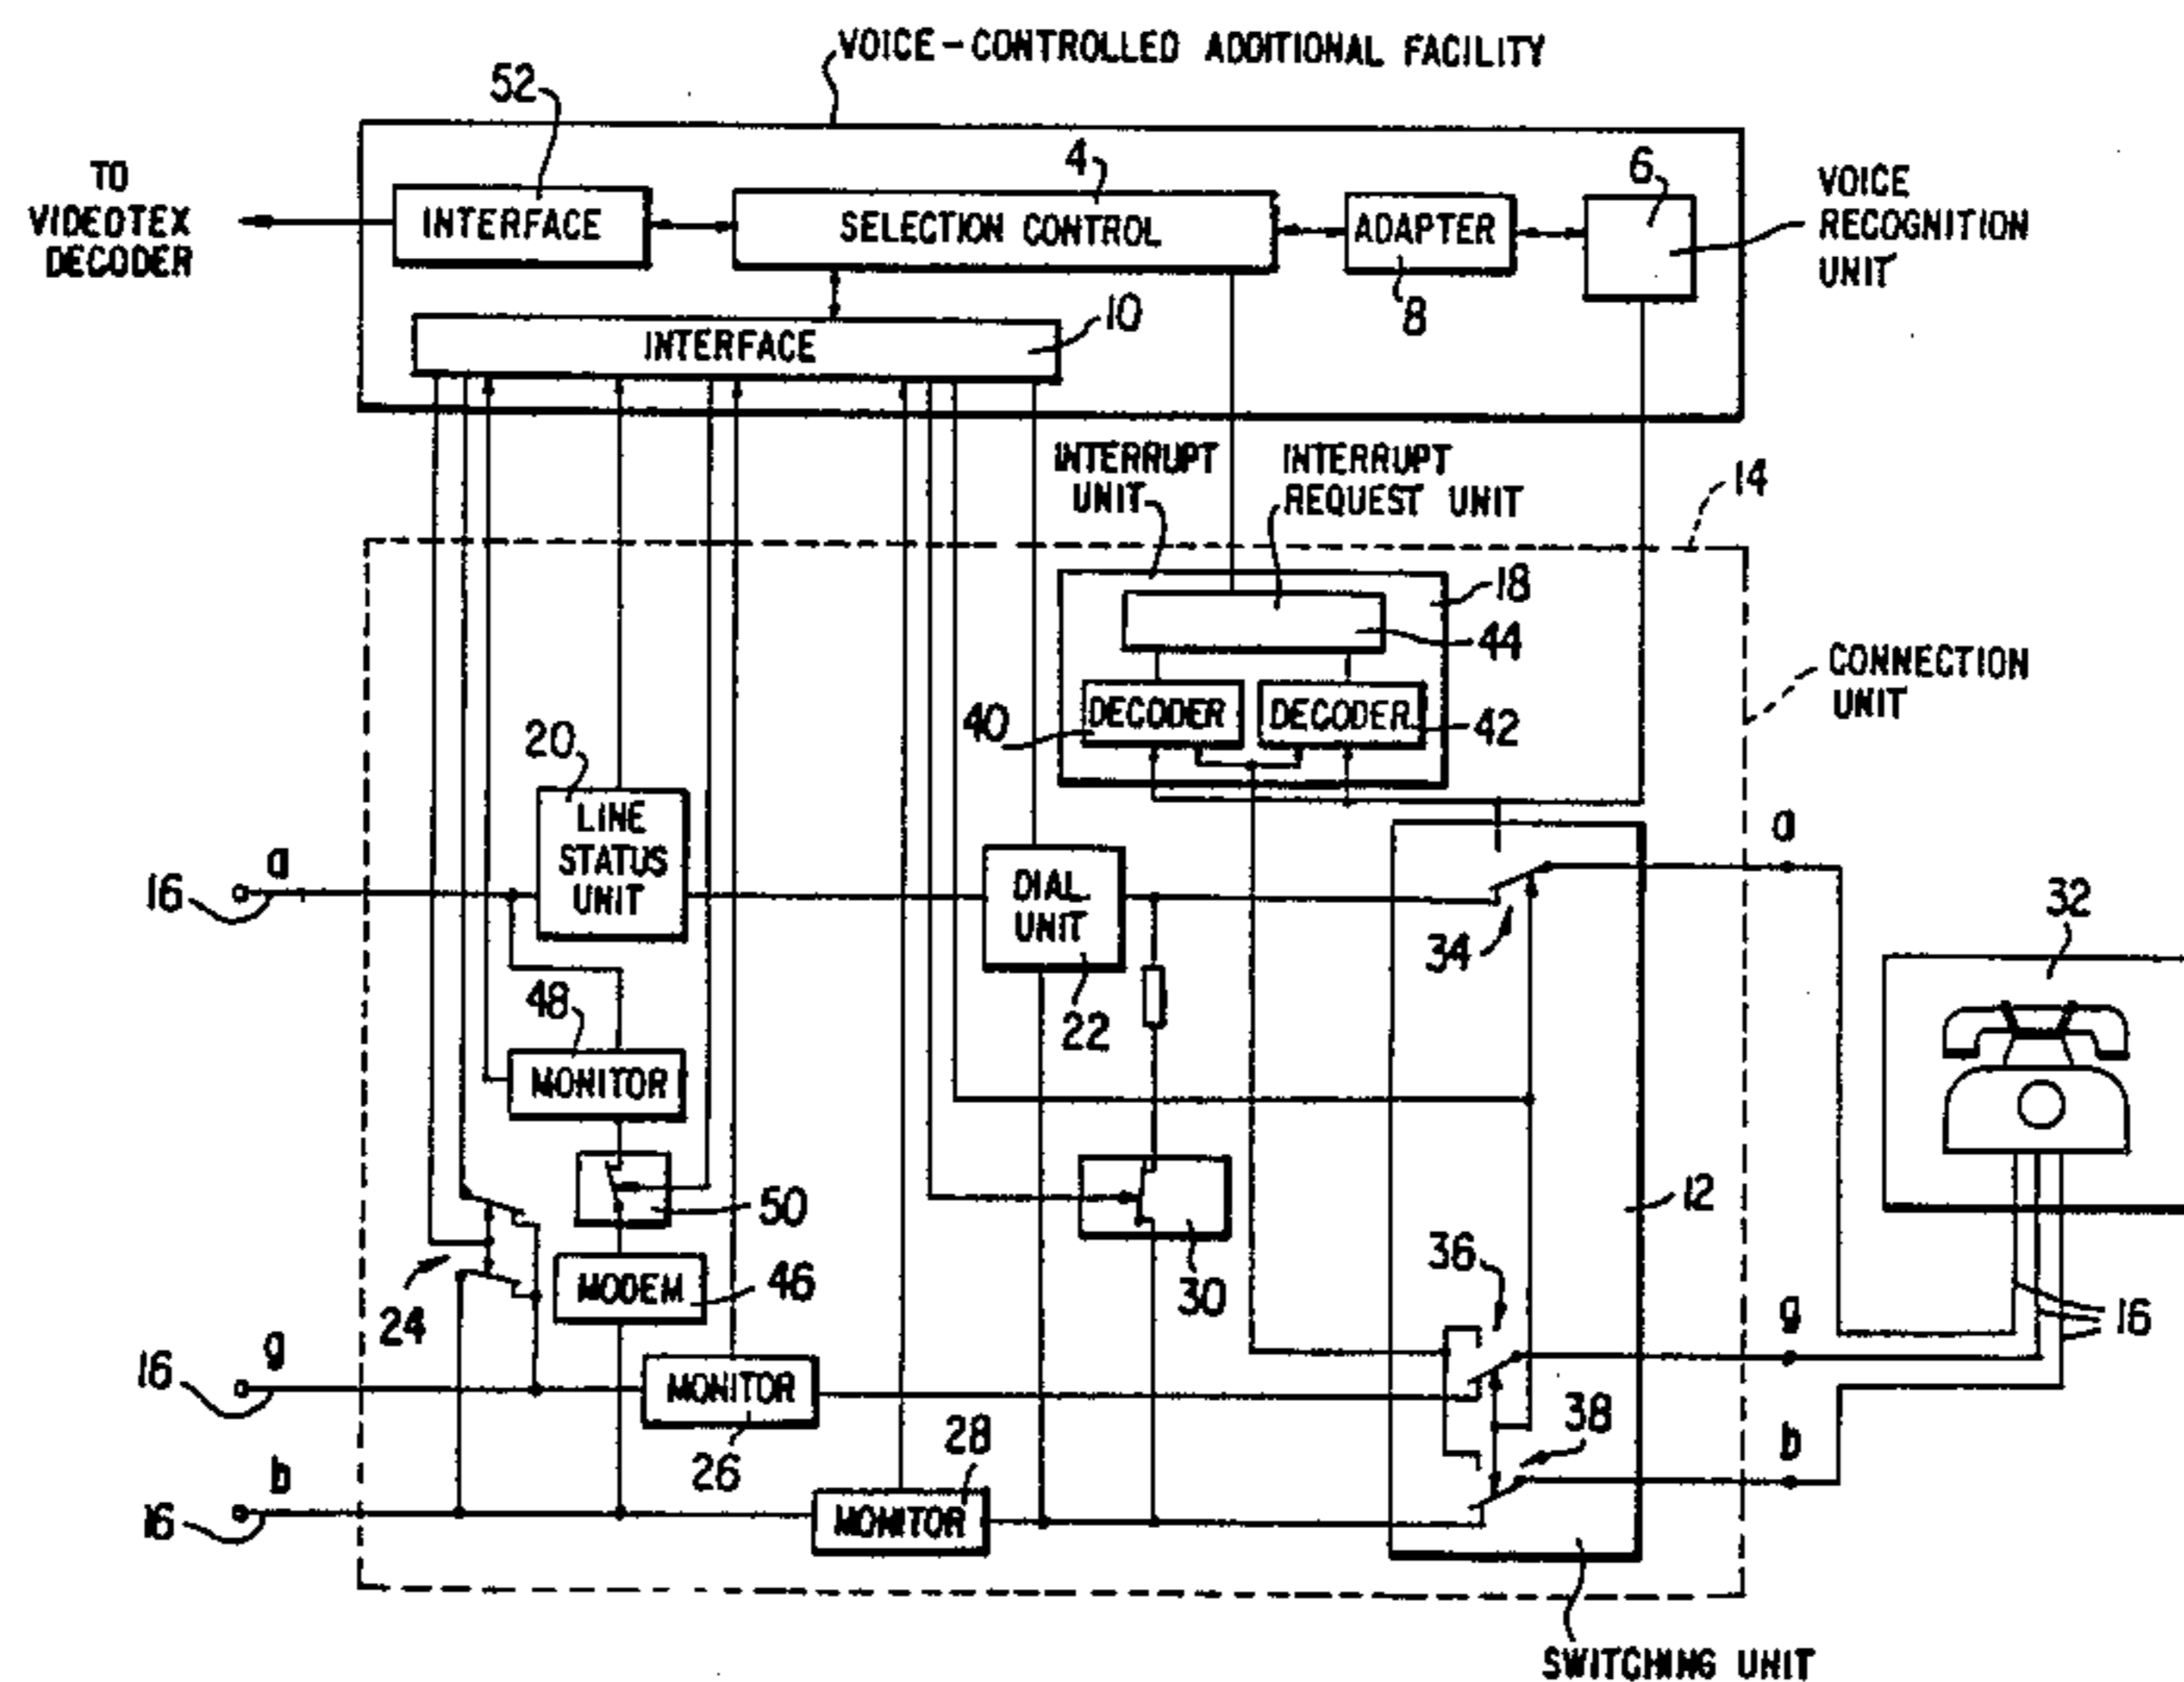 VOICE-CONTROLLED ADDITIONAL FACILITY
52
4
6
TO
VIDEOTEX
DECODER
INTERFACE
SELECTION CONTROL
ADAPTER
8
VOICE
RECOGNITION
UNIT
INTERFACE
10
INTERRUPT
UNIT
INTERRUPT
REQUEST UNIT
14
18
44
CONNECTION
UNIT
40
DECODER
DECODER
42
20
LINE
STATUS
UNIT
16
a
DIAL
UNIT
22
34
a
32
48
MONITOR
50
30
12
MODEM
46
24
36
16
g
16
g
MONITOR
26
38
28
b
16
b
MONITOR
SWITCHING UNIT